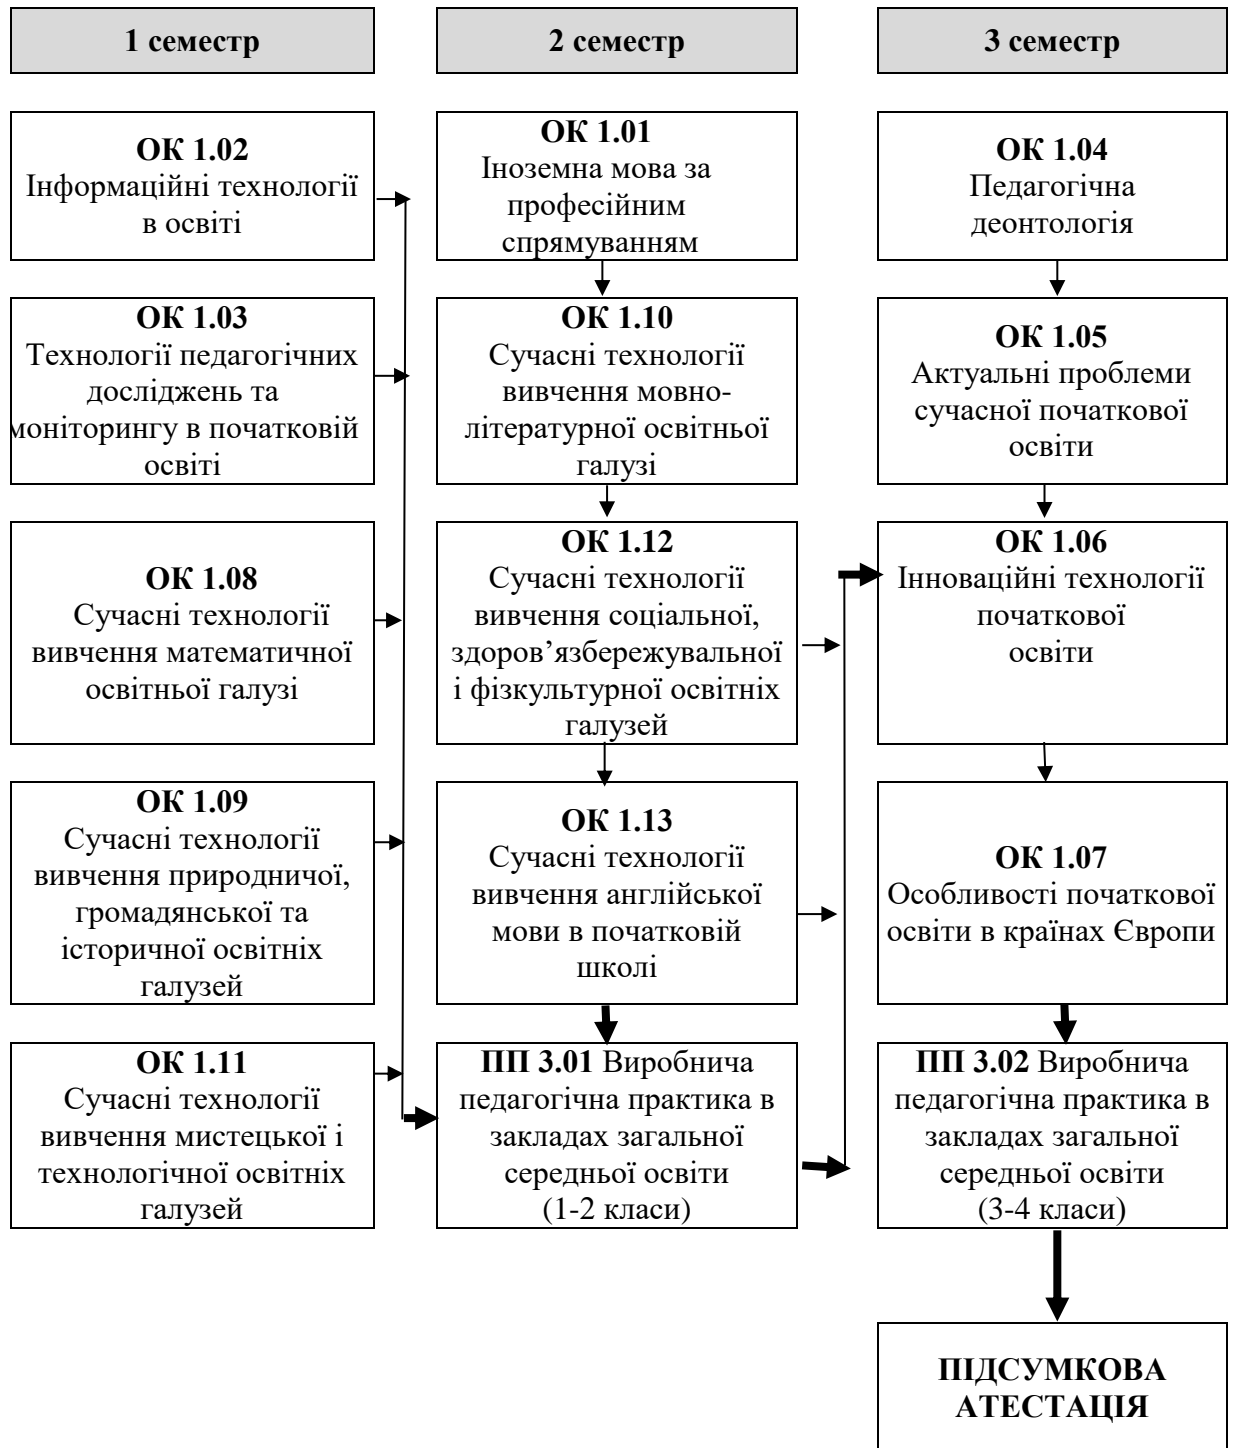 1 семестр
2 семестр
3 семестр
ОК 1.02
Інформаційні технології
в освіті
ОК 1.03
Технології педагогічних
досліджень та
моніторингу в початковій
освіті
ОК 1.08
Сучасні технології
вивчення математичної
освітньої галузі
ОК 1.09
Сучасні технології
вивчення природничої,
громадянської та
історичної освітніх
галузей
ОК 1.11
Сучасні технології
вивчення мистецької і
технологічної освітніх
галузей
ОК 1.01
Іноземна мова за
професійним
спрямуванням
ОК 1.10
Сучасні технології
вивчення мовно-
літературної освітньої
галузі
ОК 1.12
Сучасні технології
вивчення соціальної,
здоров’язбережувальної
і фізкультурної освітніх
галузей
ОК 1.13
Сучасні технології
вивчення англійської
мови в початковій
школі
ПП 3.01 Виробнича
педагогічна практика в
закладах загальної
середньої освіти
(1-2 класи)
ОК 1.04
Педагогічна
деонтологія
ОК 1.05
Актуальні проблеми
сучасної початкової
освіти
ОК 1.06
Інноваційні технології
початкової
освіти
ОК 1.07
Особливості початкової
освіти в країнах Європи
ПП 3.02 Виробнича
педагогічна практика в
закладах загальної
середньої освіти
(3-4 класи)
ПІДСУМКОВА
АТЕСТАЦІЯ